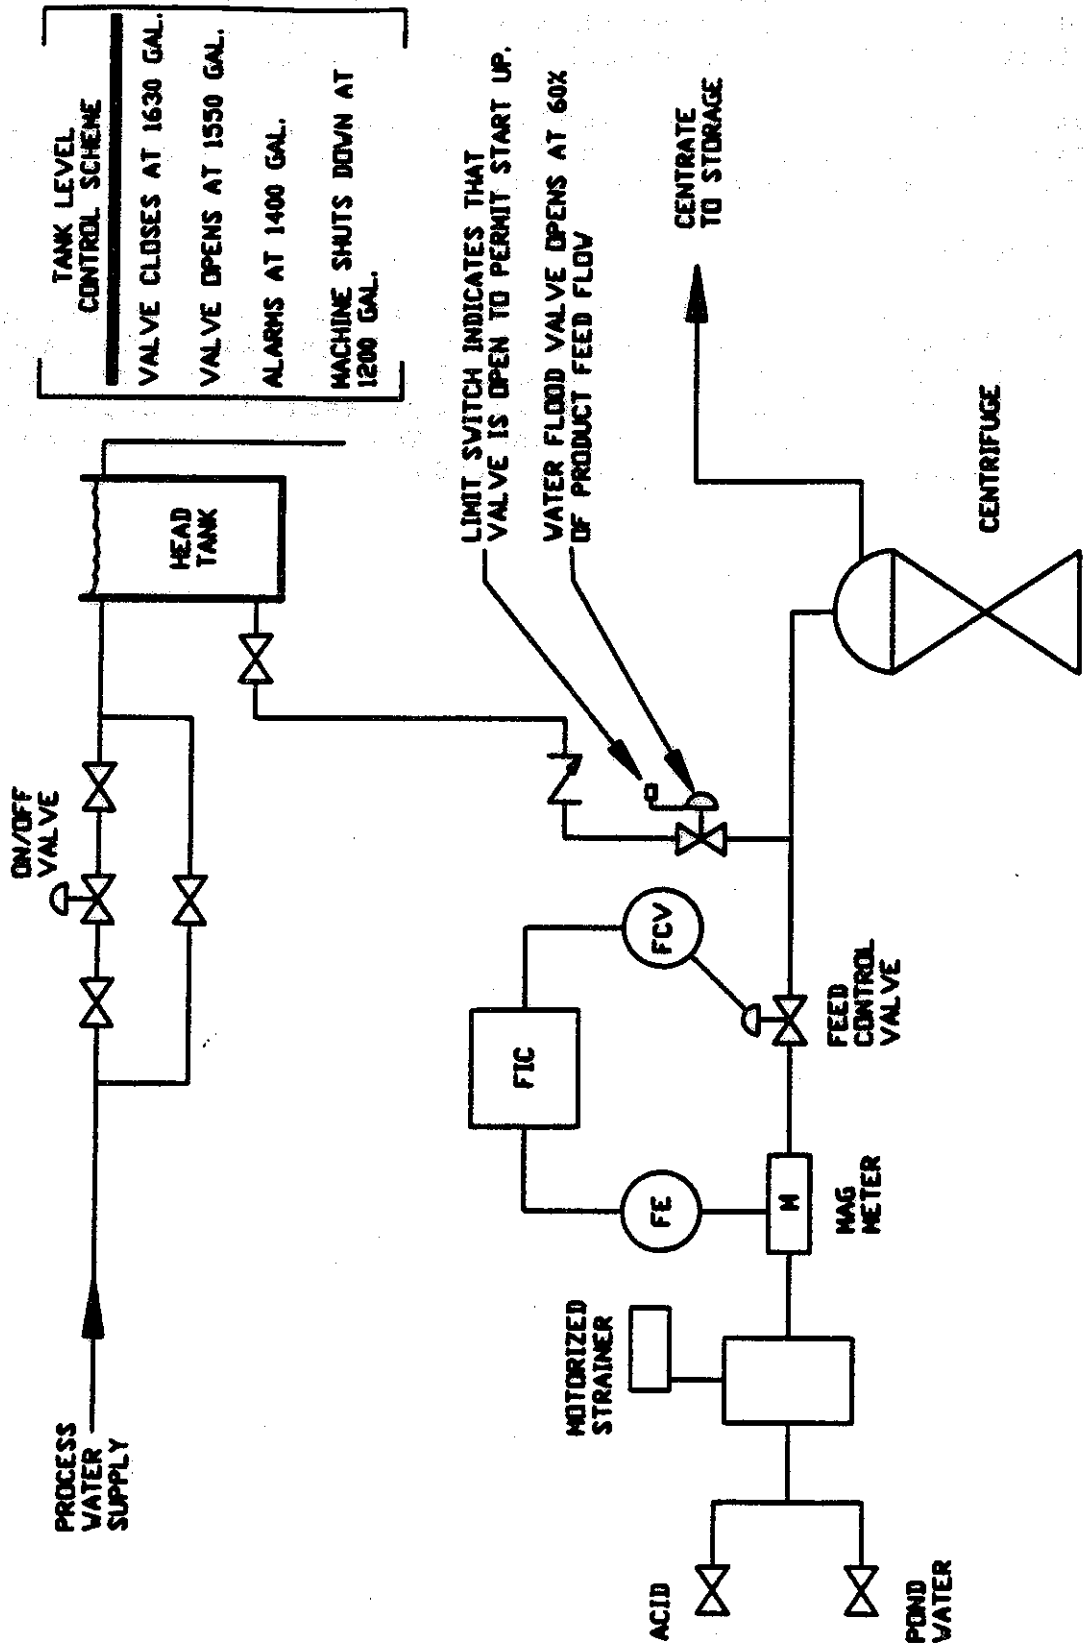 PROCESS
WATER
SUPPLY
ON/OFF
VALVE
HEAD
TANK
TANK LEVEL
CONTROL SCHEME
VALVE CLOSES AT 1630 GAL.
VALVE OPENS AT 1550 GAL.
ALARMS AT 1400 GAL.
MACHINE SHUTS DOWN AT
1200 GAL.
LIMIT SWITCH INDICATES THAT
VALVE IS OPEN TO PERMIT START UP.
WATER FLOOD VALVE OPENS AT 60%
OF PRODUCT FEED FLOW
FIC
FE
FCV
MOTORIZED
STRAINER
M
MAG
METER
FEED
CONTROL
VALVE
CENTRATE
TO STORAGE
CENTRIFUGE
ACID
POND
WATER